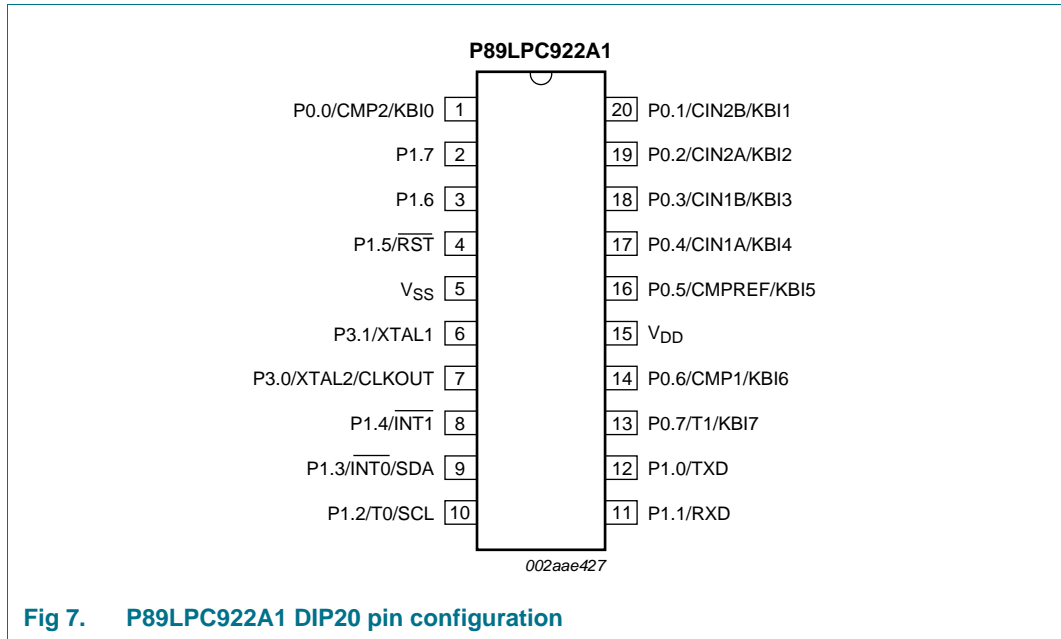 P89LPC922A1
P0.0/CMP2/KBI0 1 20 P0.1/CIN2B/KBI1
P1.7 2 19 P0.2/CIN2A/KBI2
P1.6 3 18 P0.3/CIN1B/KBI3
P1.5/RST 4 17 P0.4/CIN1A/KBI4
VSS 5 16 P0.5/CMPREF/KBI5
P3.1/XTAL1 6 15 VDD
P3.0/XTAL2/CLKOUT 7 14 P0.6/CMP1/KBI6
P1.4/INT1 8 13 P0.7/T1/KBI7
P1.3/INT0/SDA 9 12 P1.0/TXD
P1.2/T0/SCL 10 11 P1.1/RXD
002aae427
Fig 7. P89LPC922A1 DIP20 pin configuration